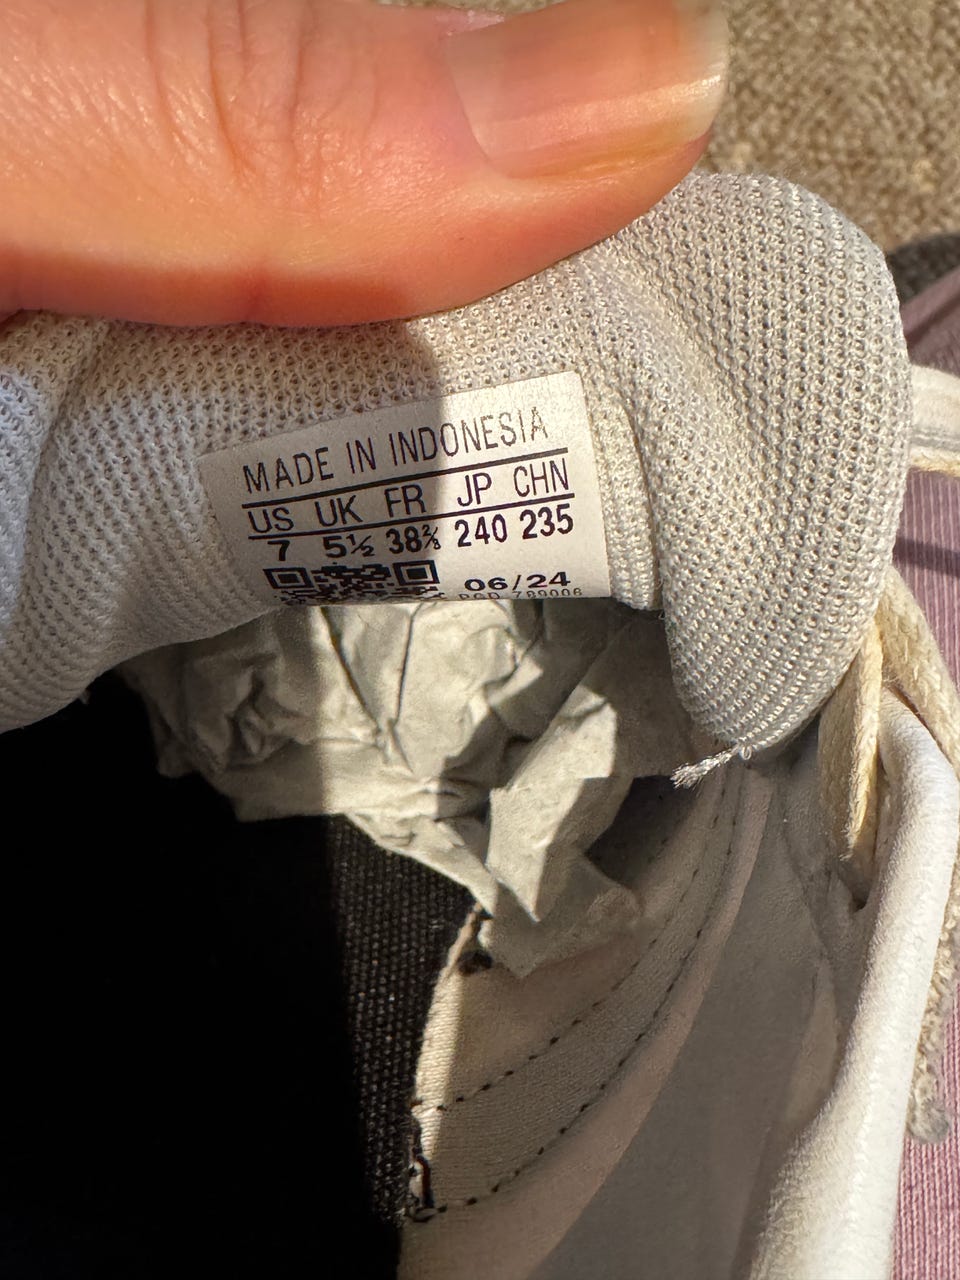 MADE IN INDONESIA
US UK FR JP CHN
7 5½ 38⅔ 240 235
06/24